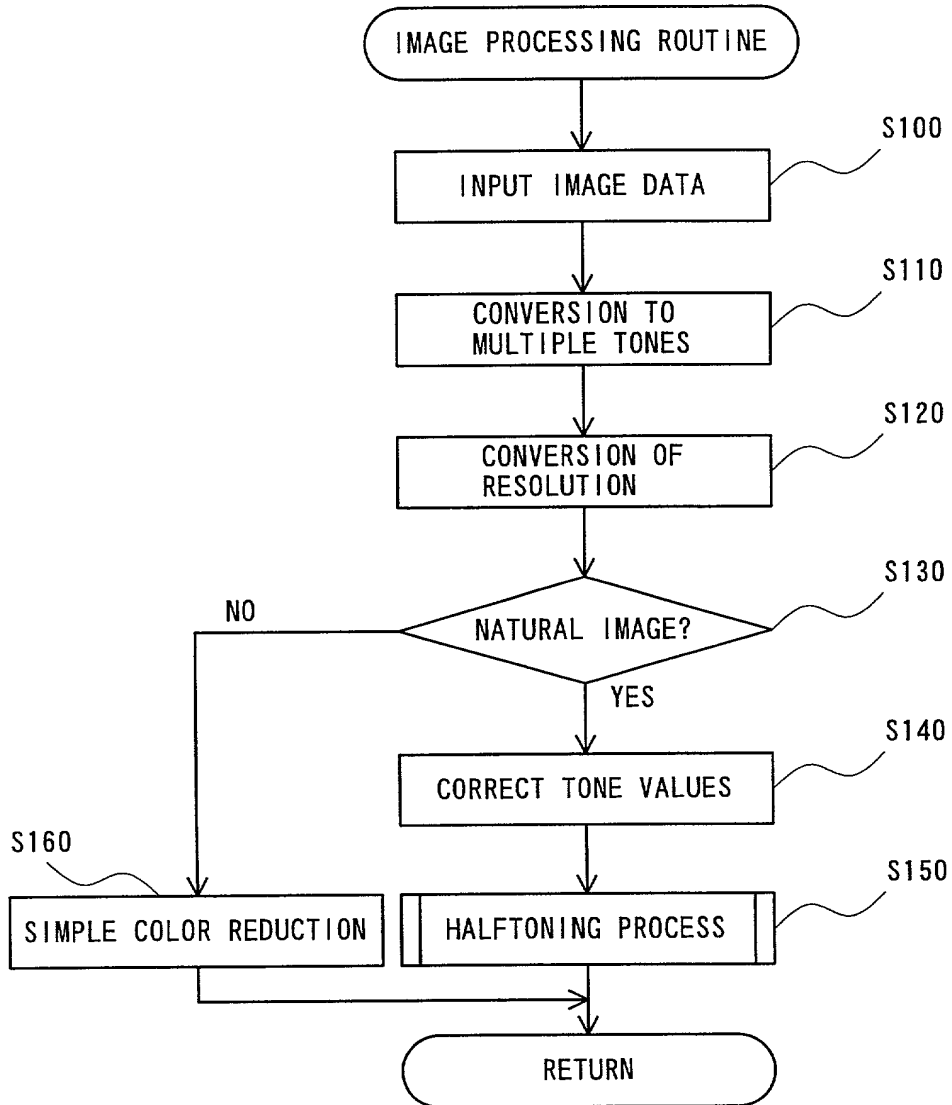 IMAGE PROCESSING ROUTINE
S100
INPUT IMAGE DATA
S110
CONVERSION TO
MULTIPLE TONES
S120
CONVERSION OF
RESOLUTION
S130
NO
NATURAL IMAGE?
YES
S140
CORRECT TONE VALUES
S160
S150
SIMPLE COLOR REDUCTION
HALFTONING PROCESS
RETURN